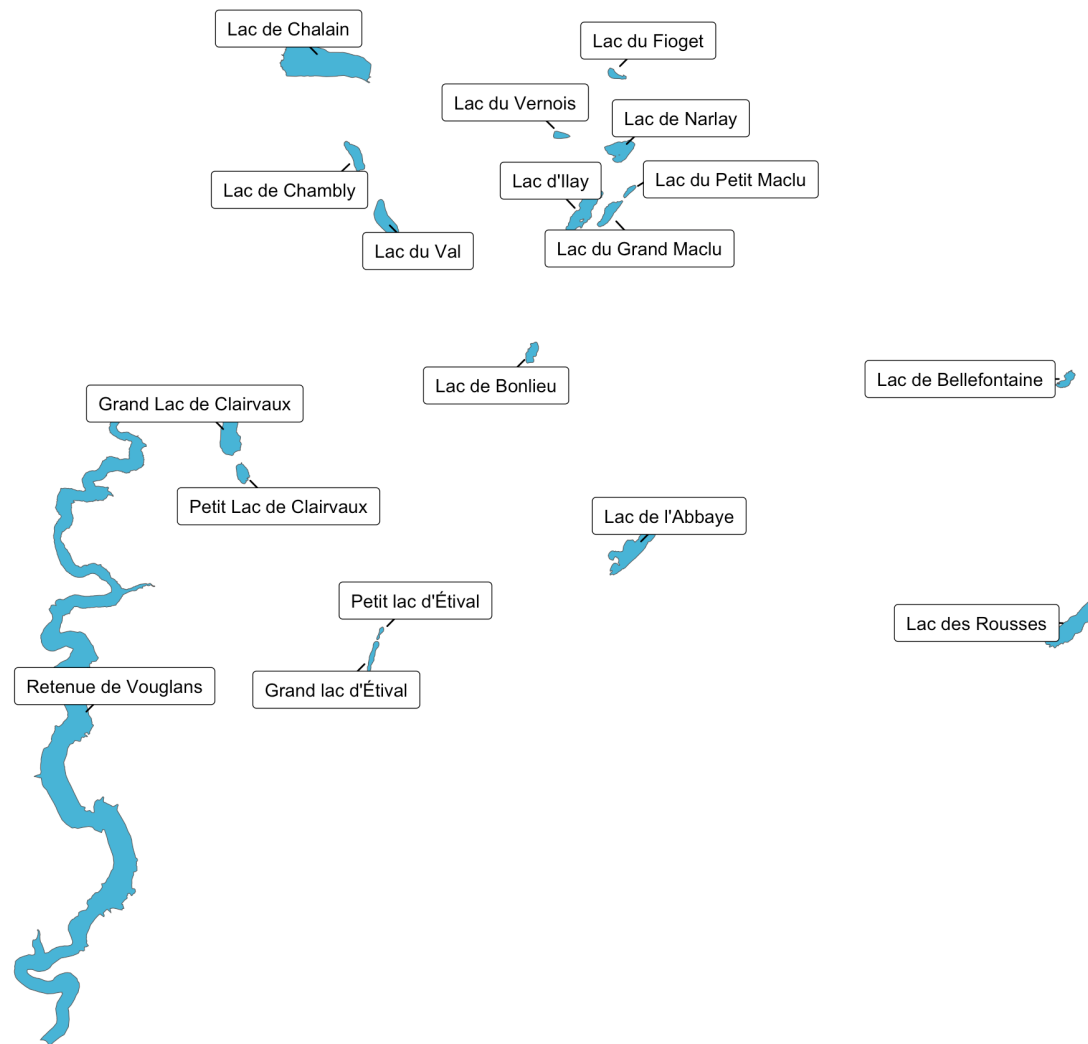 Lac de Chalain
Lac du Fioget
Lac du Vernois
Lac de Narlay
Lac de Chambly
Lac d'Ilay
Lac du Petit Maclu
Lac du Val
Lac du Grand Maclu
Lac de Bonlieu
Lac de Bellefontaine
Grand Lac de Clairvaux
Petit Lac de Clairvaux
Lac de l'Abbaye
Petit lac d'Étival
Lac des Rousses
Retenue de Vouglans
Grand lac d'Étival